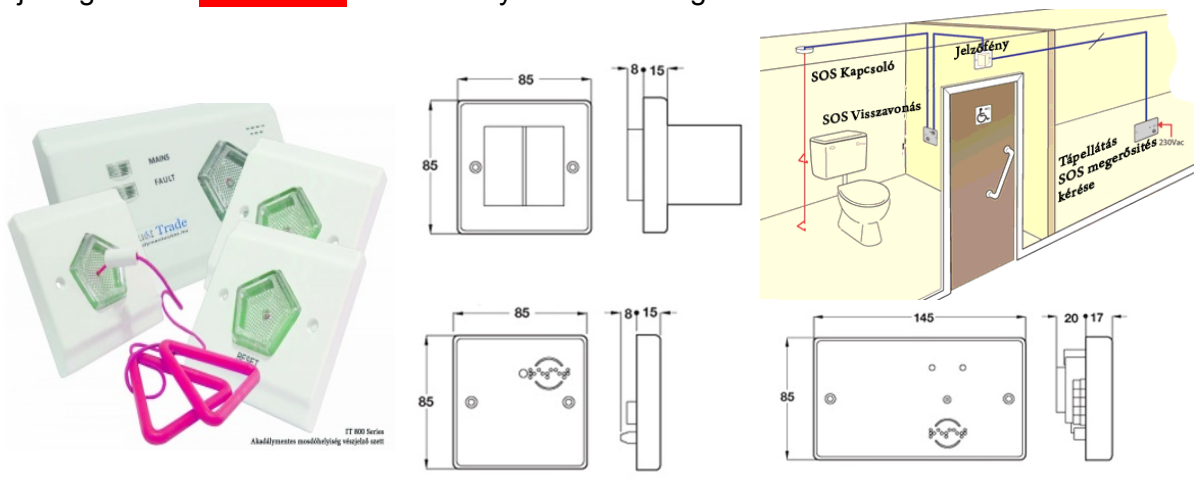 MAINS
FAULT
Trade
RESET
IT 800 Series
Akadálymentes mosdóhelyiség vészjelző szett
85
8 15
85
85
8 15
85
SOS Kapcsoló
Jelzőfény
SOS Visszavonás
230Vac
Tápellátás
SOS megerősítés
kérése
145
20 17
85